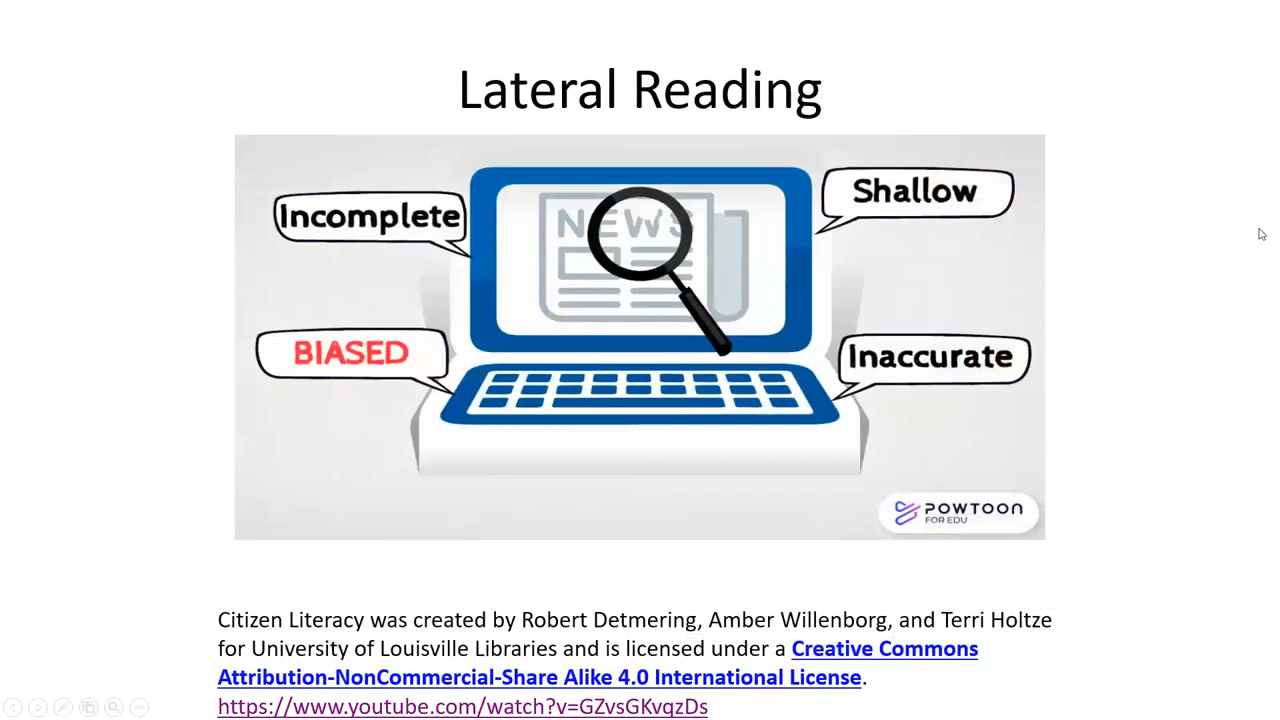 Lateral Reading
Incomplete
Shallow
NEWS
BIASED
Inaccurate
POWTOON
FOR EDU
Citizen Literacy was created by Robert Detmering, Amber Willenborg, and Terri Holtze
for University of Louisville Libraries and is licensed under a Creative Commons
Attribution-NonCommercial-Share Alike 4.0 International License.
https://www.youtube.com/watch?v=GZvsGKvqzDs